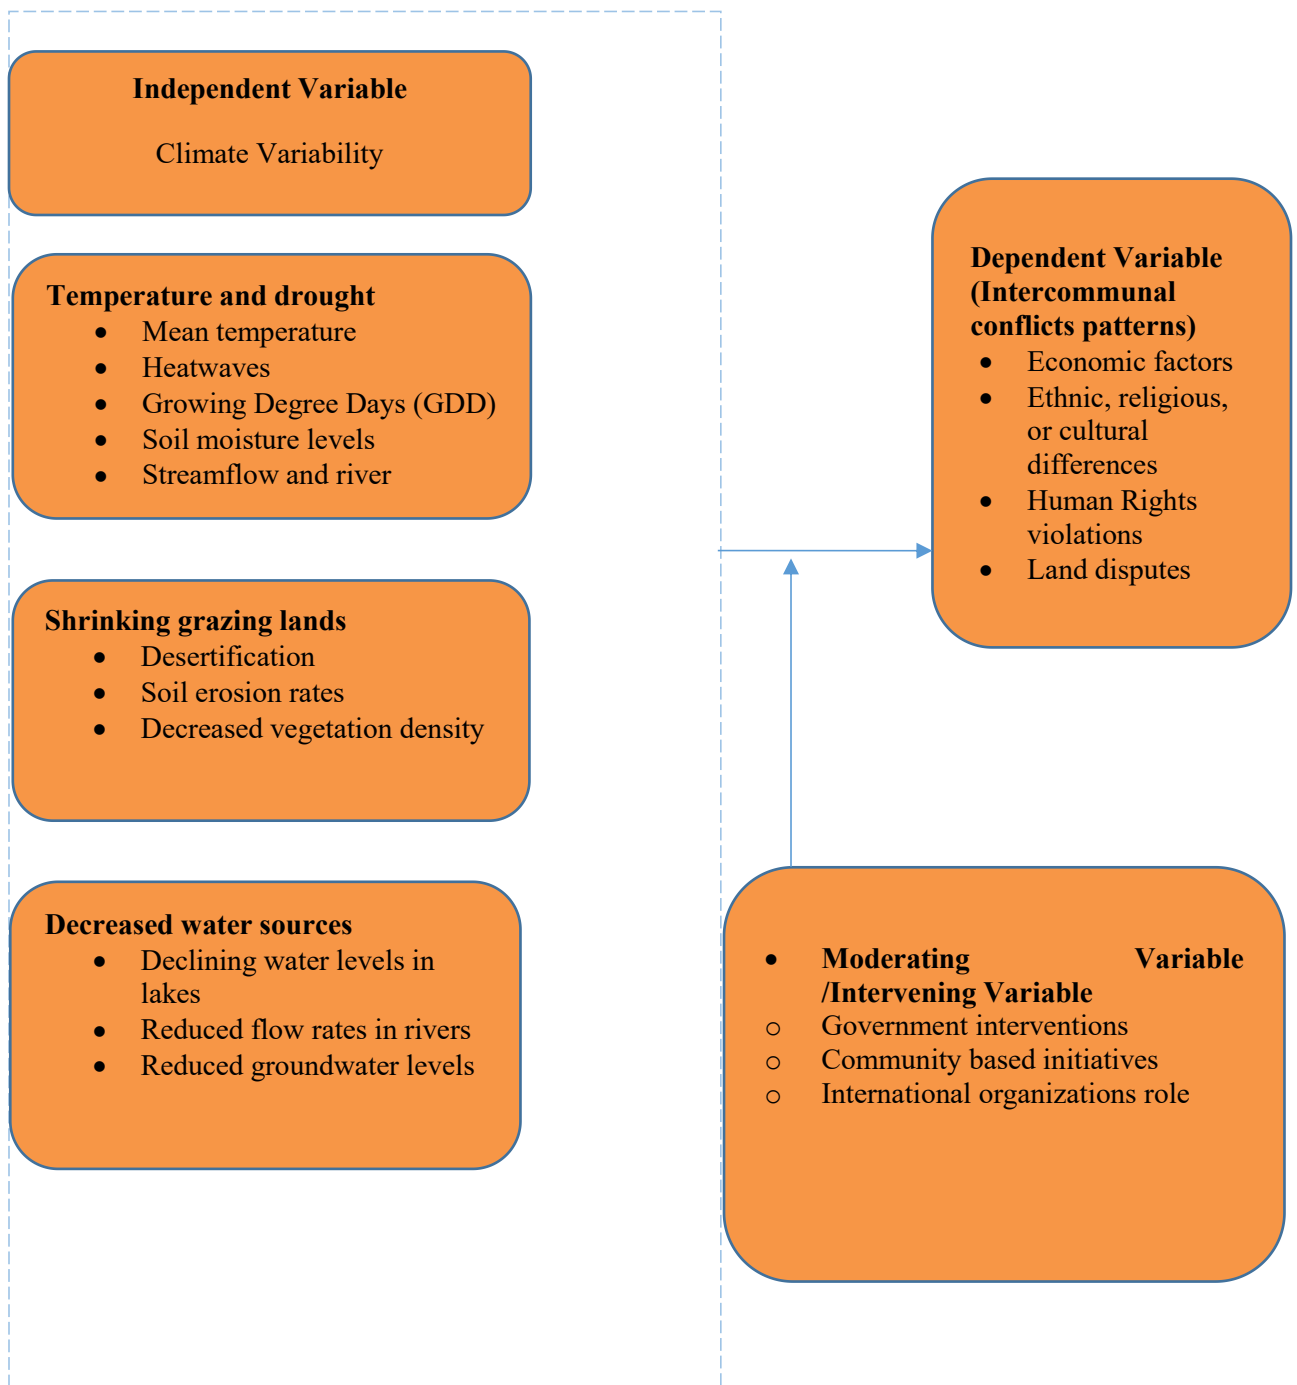 Independent Variable
Climate Variability
Temperature and drought
• Mean temperature
• Heatwaves
• Growing Degree Days (GDD)
• Soil moisture levels
• Streamflow and river
Shrinking grazing lands
• Desertification
• Soil erosion rates
• Decreased vegetation density
Decreased water sources
• Declining water levels in
lakes
• Reduced flow rates in rivers
• Reduced groundwater levels
Dependent Variable
(Intercommunal
conflicts patterns)
• Economic factors
• Ethnic, religious,
or cultural
differences
• Human Rights
violations
• Land disputes
• Moderating Variable
/Intervening Variable
o Government interventions
o Community based initiatives
o International organizations role